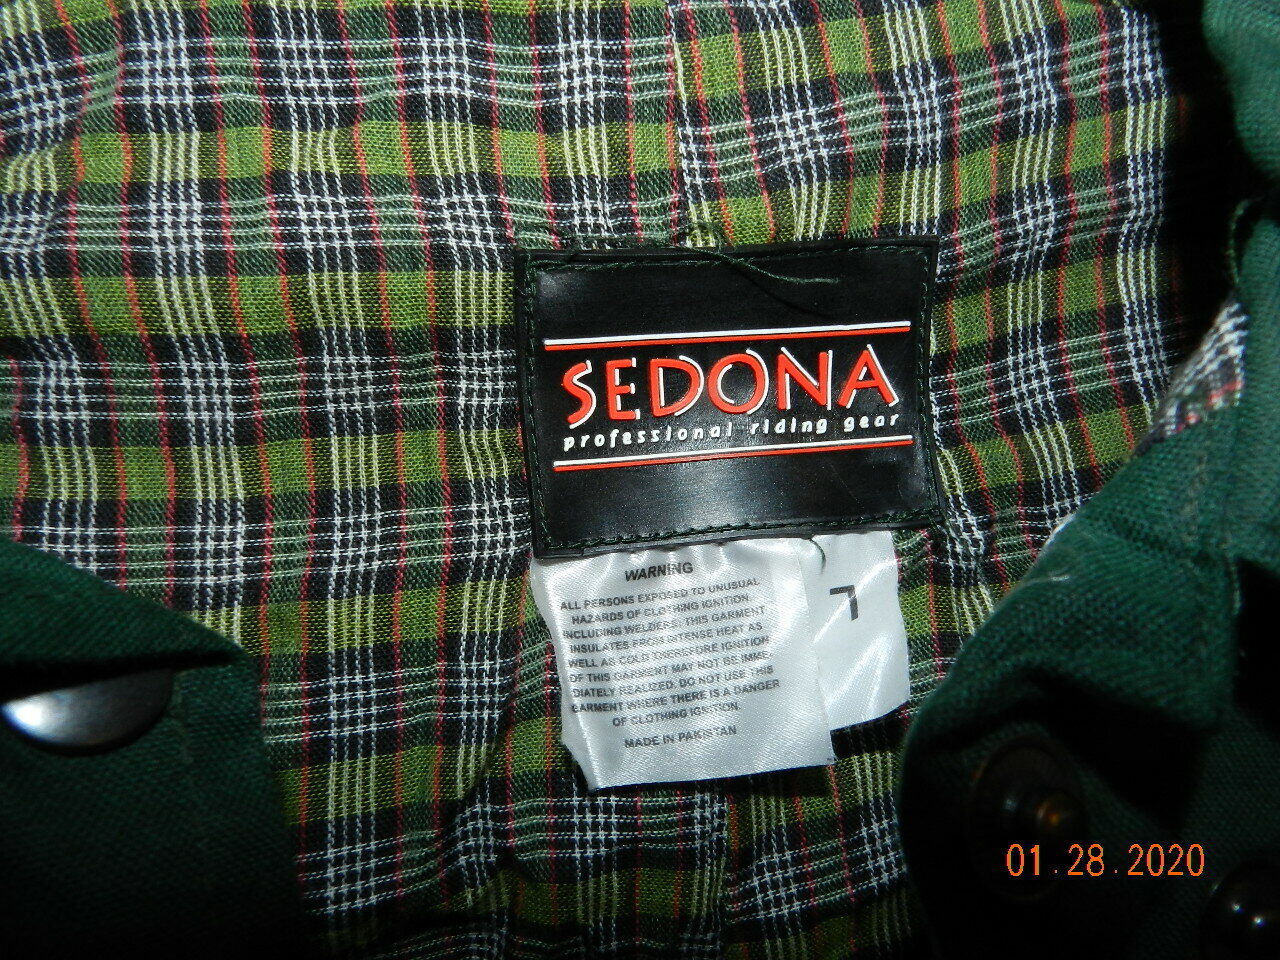 SEDONA
professional riding gear
WARNING
ALL PERSONS EXPOSED TO UNUSUAL
HAZARDS OF CLOTHING IGNITION.
INCLUDING WELDERS: THIS GARMENT
INSULATES FROM INTENSE HEAT AS
WELL AS COLD THEREFORE IGNITION
OF THIS GARMENT MAY NOT BE IMME
DIATELY REALIZED. DO NOT USE THIS
GARMENT WHERE THERE IS A DANGER
OF CLOTHING IGNITION.
MADE IN PAKISTAN
L
01.28.2020